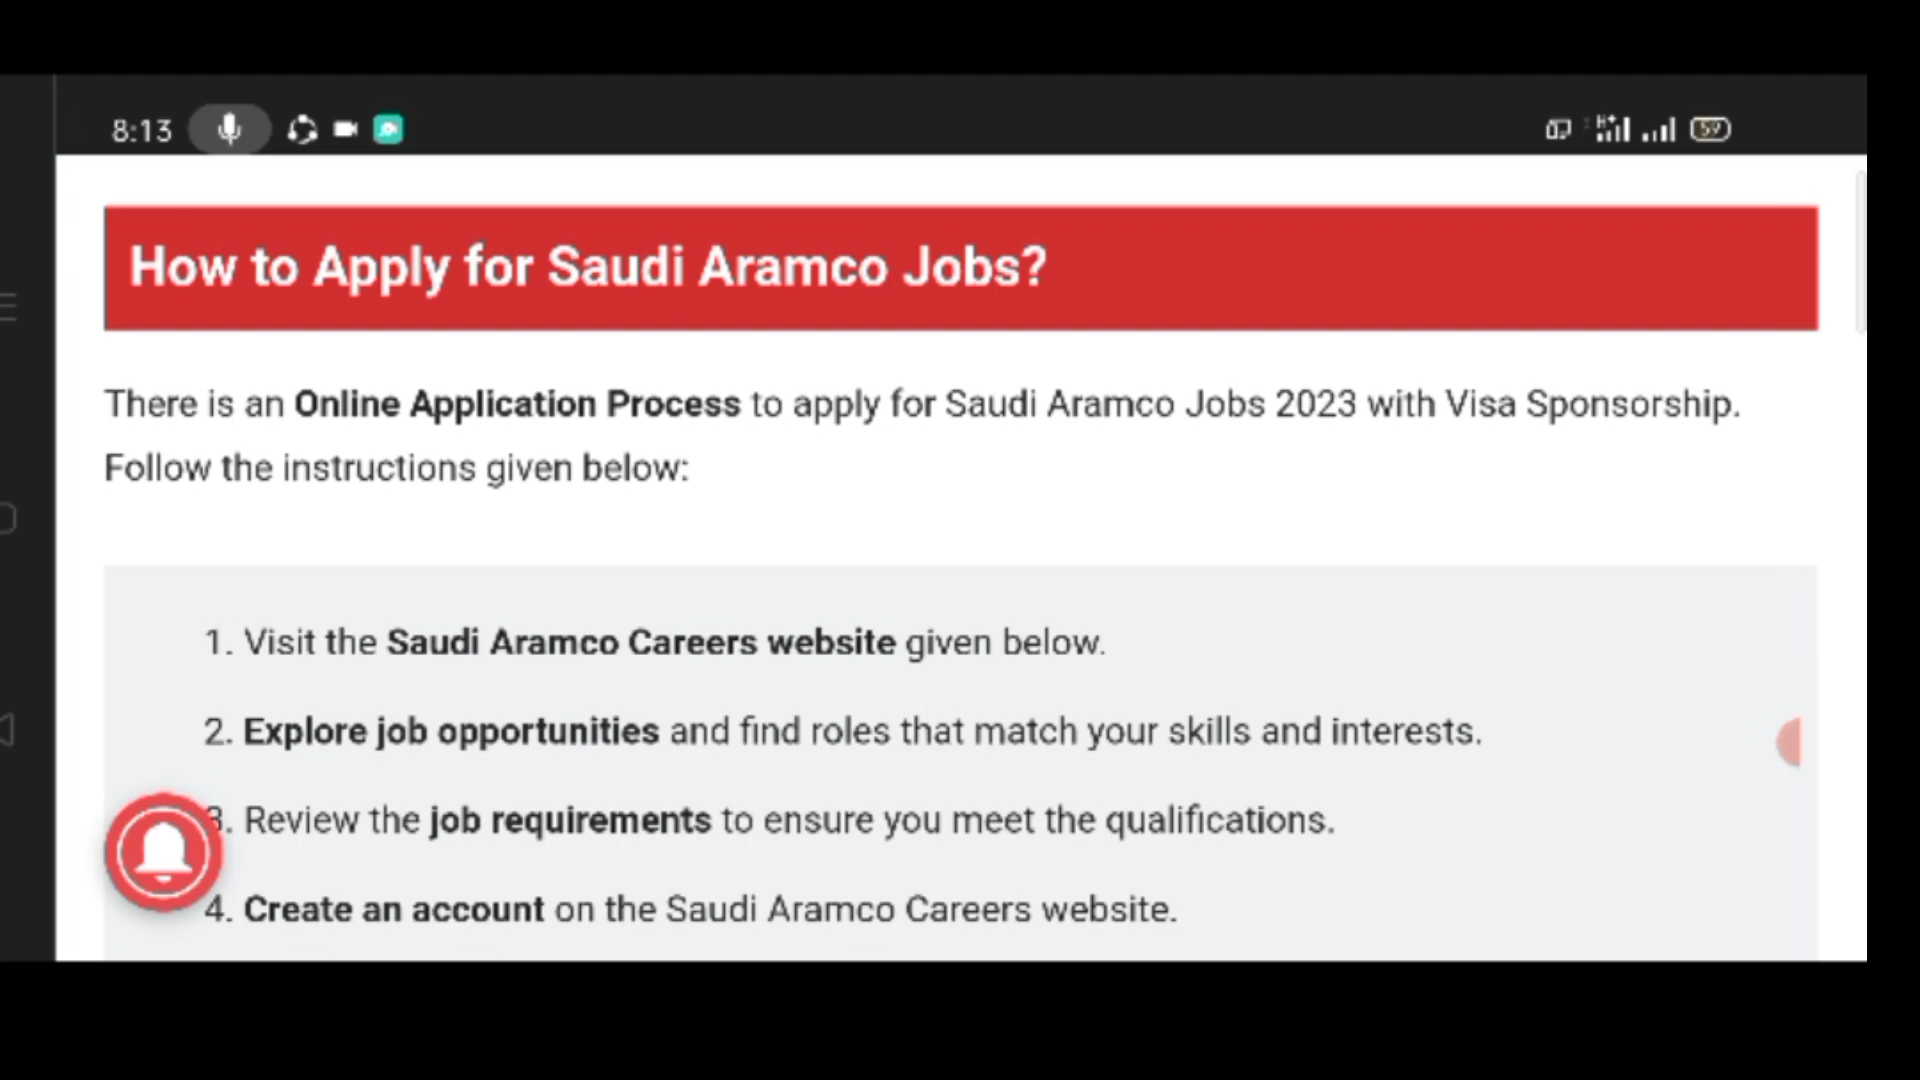 8:13
H+
59
How to Apply for Saudi Aramco Jobs?
There is an Online Application Process to apply for Saudi Aramco Jobs 2023 with Visa Sponsorship.
Follow the instructions given below:
1. Visit the Saudi Aramco Careers website given below.
2. Explore job opportunities and find roles that match your skills and interests.
3. Review the job requirements to ensure you meet the qualifications.
4. Create an account on the Saudi Aramco Careers website.